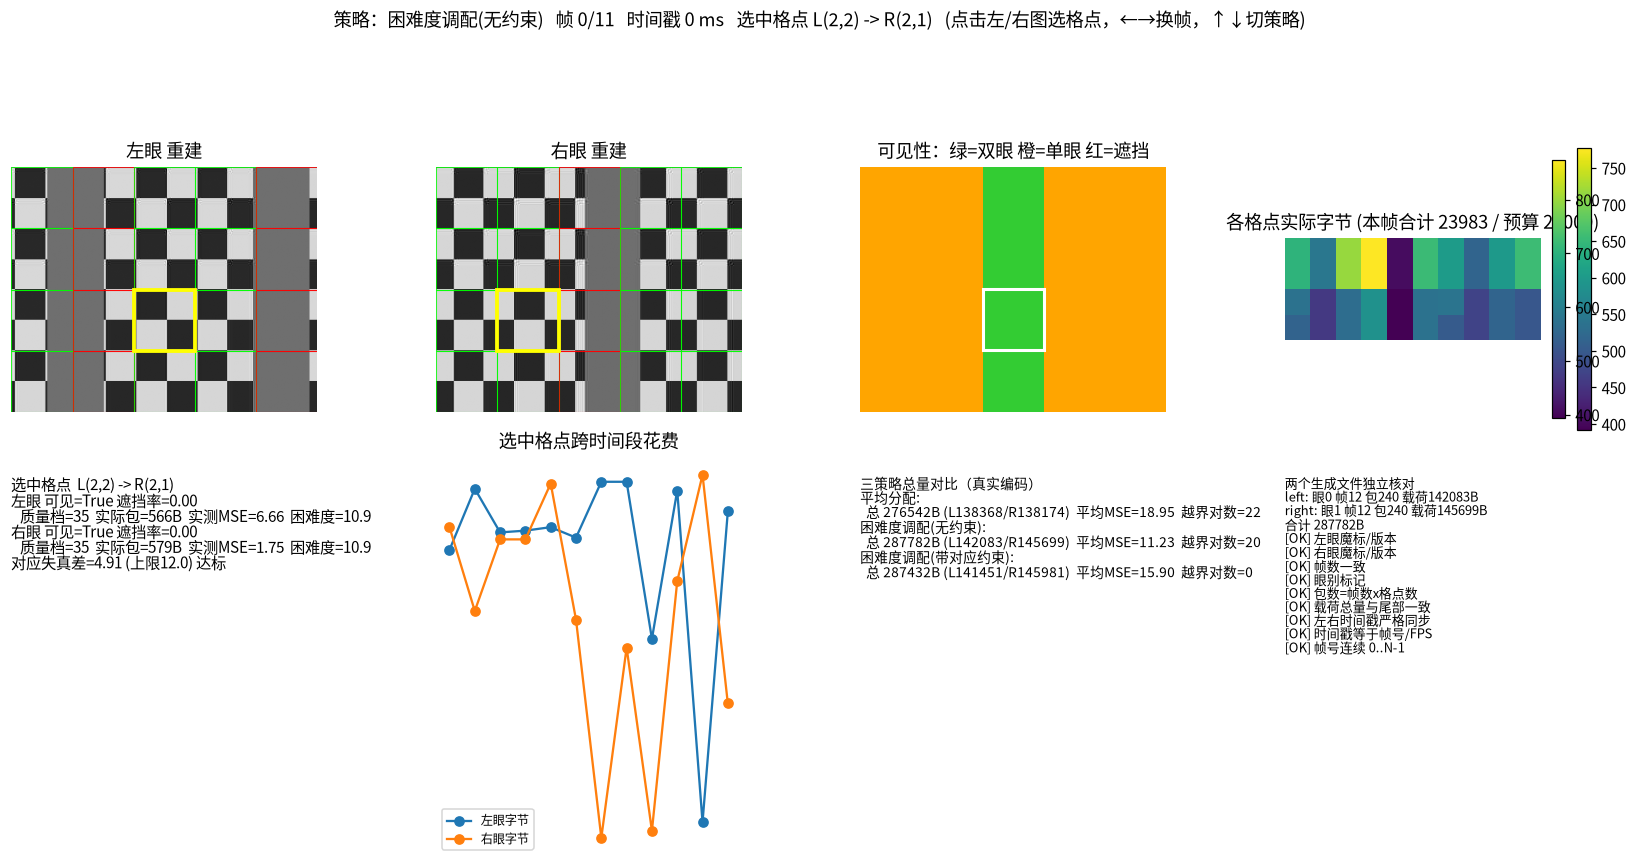 策略：困难度调配(无约束)   帧 0/11   时间戳 0 ms   选中格点 L(2,2) -> R(2,1)   (点击左/右图选格点，←→换帧，↑↓切策略)
左眼 重建
右眼 重建
可见性：绿=双眼 橙=单眼 红=遮挡
各格点实际字节 (本帧合计 23983 / 预算 2
800
700
600
500
400
750
700
650
600
550
500
450
400
选中格点跨时间段花费
左眼字节
右眼字节
选中格点 L(2,2) -> R(2,1)
左眼 可见=True 遮挡率=0.00
质量档=35 实际包=566B 实测MSE=6.66 困难度=10.9
右眼 可见=True 遮挡率=0.00
质量档=35 实际包=579B 实测MSE=1.75 困难度=10.9
对应失真差=4.91 (上限12.0) 达标
三策略总量对比（真实编码）
平均分配:
总 276542B (L138368/R138174) 平均MSE=18.95 越界对数=22
困难度调配(无约束):
总 287782B (L142083/R145699) 平均MSE=11.23 越界对数=20
困难度调配(带对应约束):
总 287432B (L141451/R145981) 平均MSE=15.90 越界对数=0
两个生成文件独立核对
left: 眼0 帧12 包240 载荷142083B
right: 眼1 帧12 包240 载荷145699B
合计 287782B
[OK] 左眼魔标/版本
[OK] 右眼魔标/版本
[OK] 帧数一致
[OK] 眼别标记
[OK] 包数=帧数x格点数
[OK] 载荷总量与尾部一致
[OK] 左右时间戳严格同步
[OK] 时间戳等于帧号/FPS
[OK] 帧号连续 0..N-1